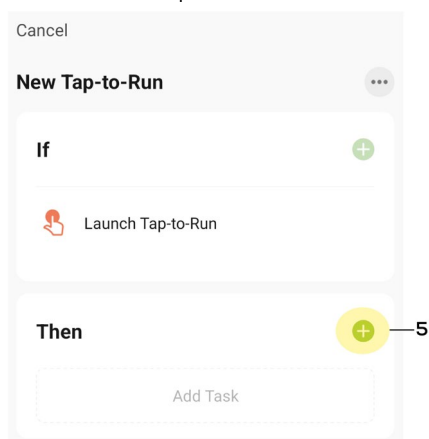 Cancel
New Tap-to-Run
If
Launch Tap-to-Run
Then
5
Add Task